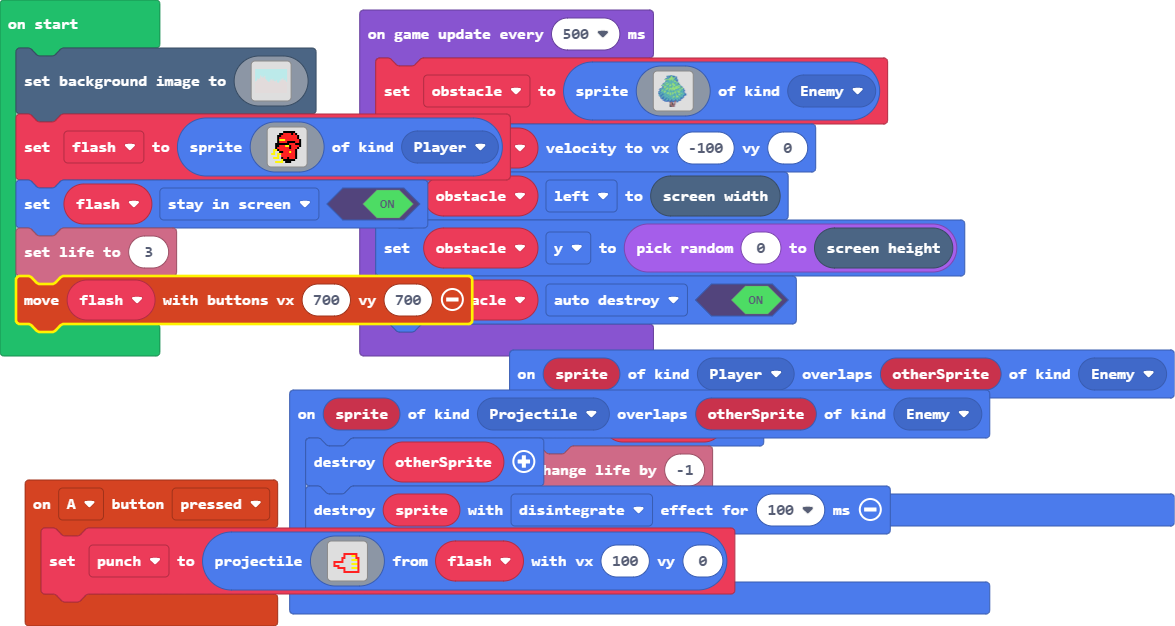 on start
set background image to
set flash to sprite of kind Player
set flash stay in screen ON
set life to 3
move flash with buttons vx 700 vy 700
on game update every 500 ms
set obstacle to sprite of kind Enemy
velocity to vx -100 vy 0
obstacle left to screen width
set obstacle y to pick random 0 to screen height
acle auto destroy ON
on sprite of kind Player overlaps otherSprite of kind Enemy
on sprite of kind Projectile overlaps otherSprite of kind Enemy
destroy otherSprite
hange life by -1
destroy sprite with disintegrate effect for 100 ms
on A button pressed
set punch to projectile from flash with vx 100 vy 0